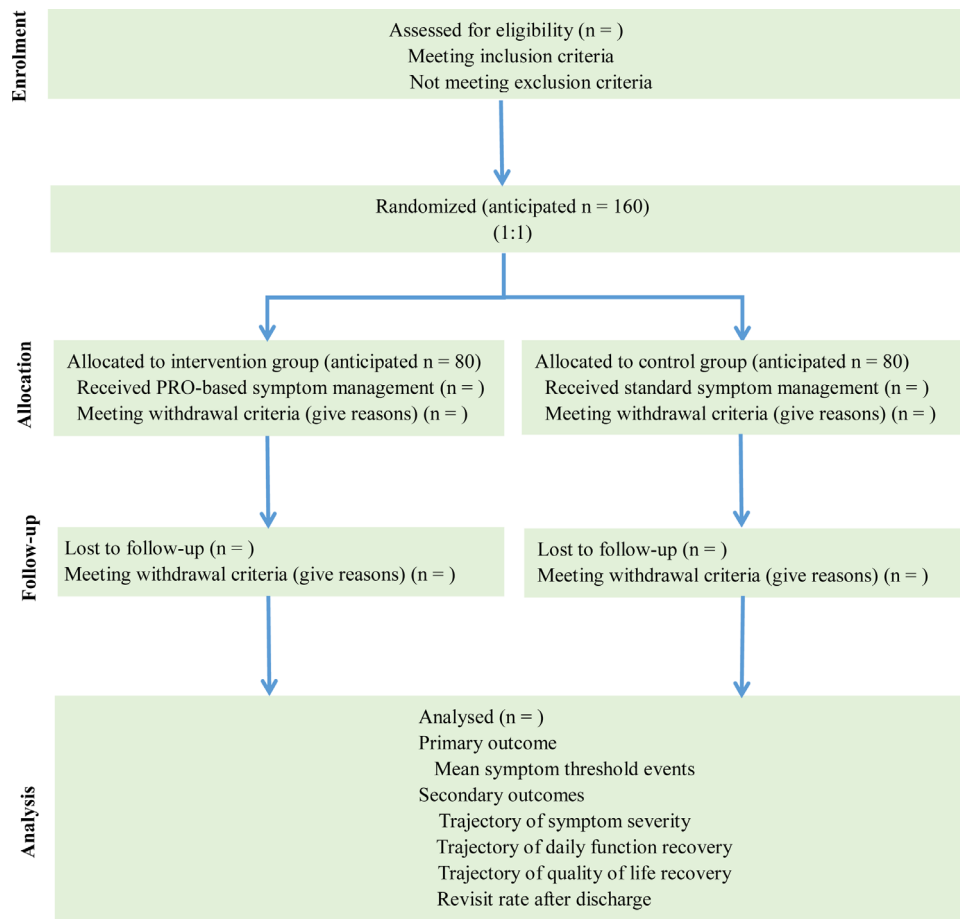 Enrolment
Assessed for eligibility (n = )
Meeting inclusion criteria
Not meeting exclusion criteria
Randomized (anticipated n = 160)
(1:1)
Allocation
Allocated to intervention group (anticipated n = 80)
Received PRO-based symptom management (n = )
Meeting withdrawal criteria (give reasons) (n = )
Allocated to control group (anticipated n = 80)
Received standard symptom management (n = )
Meeting withdrawal criteria (give reasons) (n = )
Follow-up
Lost to follow-up (n = )
Meeting withdrawal criteria (give reasons) (n = )
Lost to follow-up (n = )
Meeting withdrawal criteria (give reasons) (n = )
Analysis
Analysed (n = )
Primary outcome
Mean symptom threshold events
Secondary outcomes
Trajectory of symptom severity
Trajectory of daily function recovery
Trajectory of quality of life recovery
Revisit rate after discharge